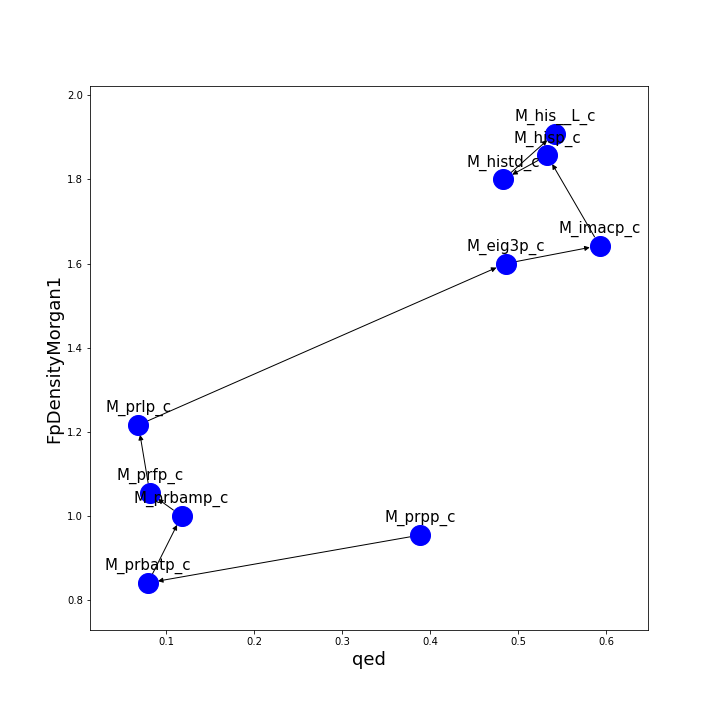 2.0
1.8
1.6
1.4
1.2
1.0
0.8
FpDensityMorgan1
M_his__L_c
M_hisp_c
M_histd_c
M_imacp_c
M_eig3p_c
M_prlp_c
M_prfp_c
M_prbamp_c
M_prpp_c
M_prbatp_c
0.1 0.2 0.3 0.4 0.5 0.6
qed